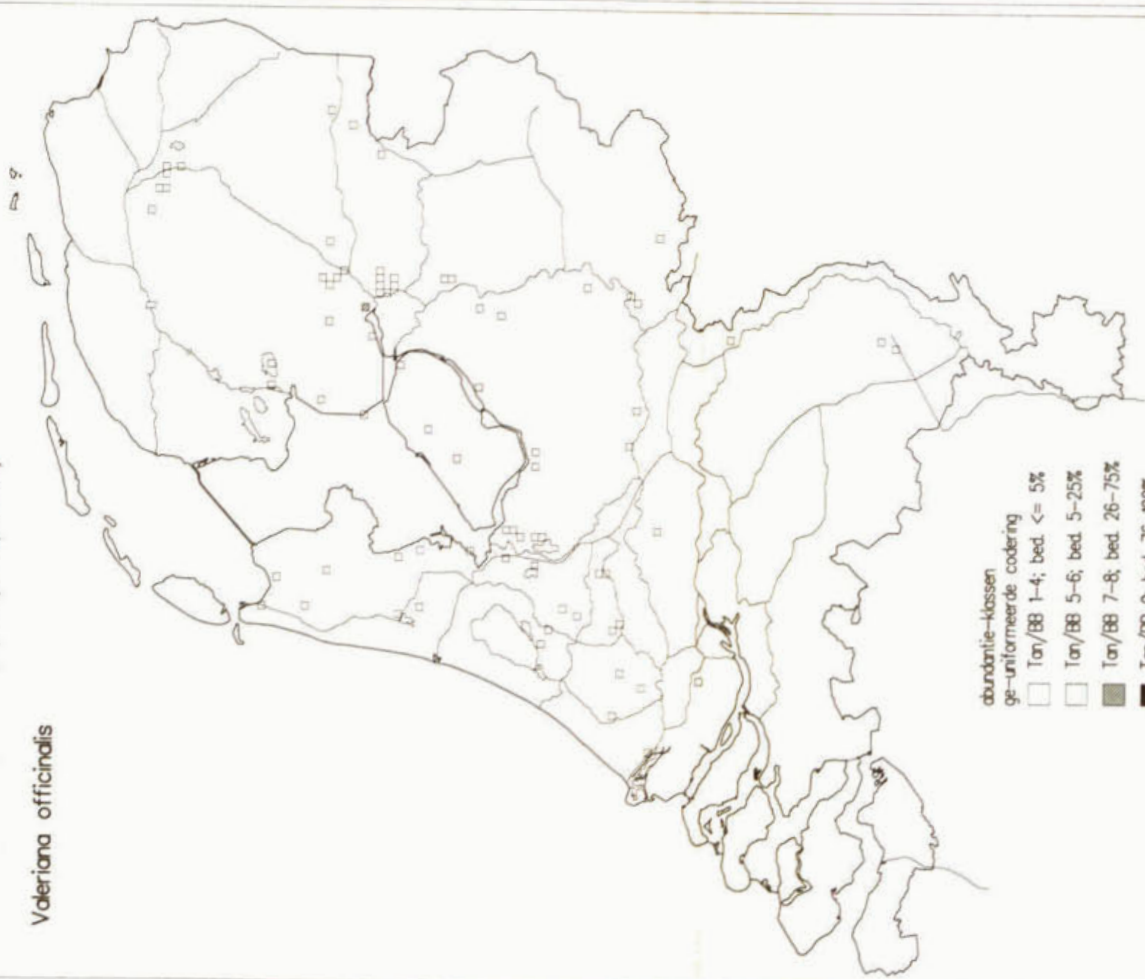 Valeriana officinalis
abundantie-klassen
ge-uniformeerde codering
Tan/BB 1-4; bed. <= 5%
Tan/BB 5-6; bed. 5-25%
Tan/BB 7-8; bed. 26-75%